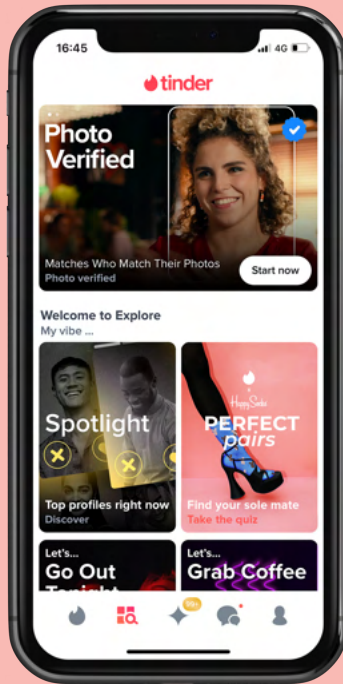 16:45
4G
tinder
Photo
Verified
Matches Who Match Their Photos
Photo verified
Start now
Welcome to Explore
My vibe ....
Spotlight
Top profiles right now
Discover
Happy Socks
PERFECT
pairs
Find your sole mate
Take the quiz
Let's...
Go Out
Tonight
Let's...
Grab Coffee
99+